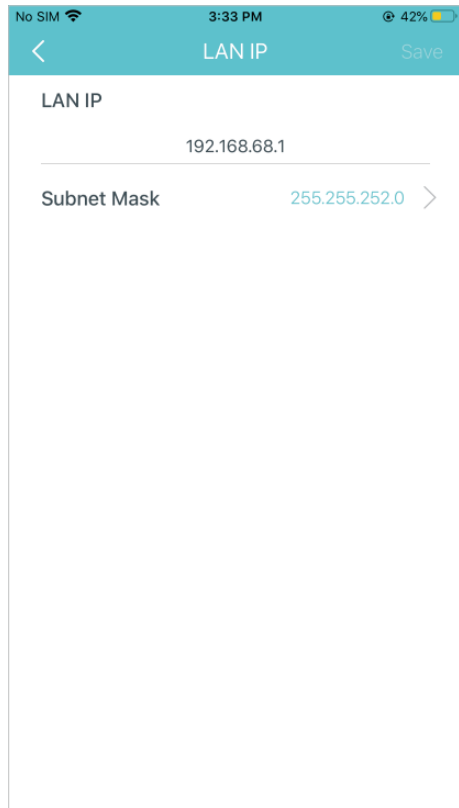 No SIM 3:33 PM 42%
LAN IP Save
LAN IP
192.168.68.1
Subnet Mask 255.255.252.0